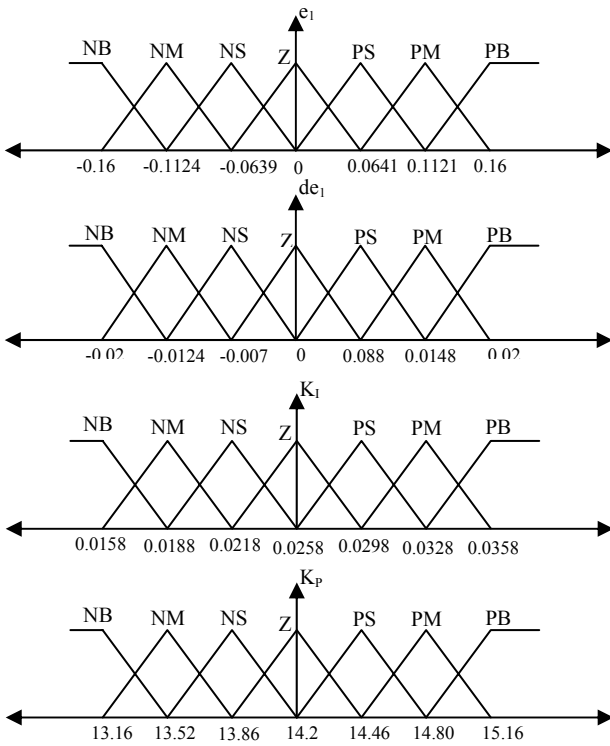 e1
NB NM NS Z PS PM PB
-0.16 -0.1124 -0.0639 0 0.0641 0.1121 0.16
de1
NB NM NS Z PS PM PB
-0.02 -0.0124 -0.007 0 0.088 0.0148 0.02
KI
NB NM NS Z PS PM PB
0.0158 0.0188 0.0218 0.0258 0.0298 0.0328 0.0358
KP
NB NM NS Z PS PM PB
13.16 13.52 13.86 14.2 14.46 14.80 15.16